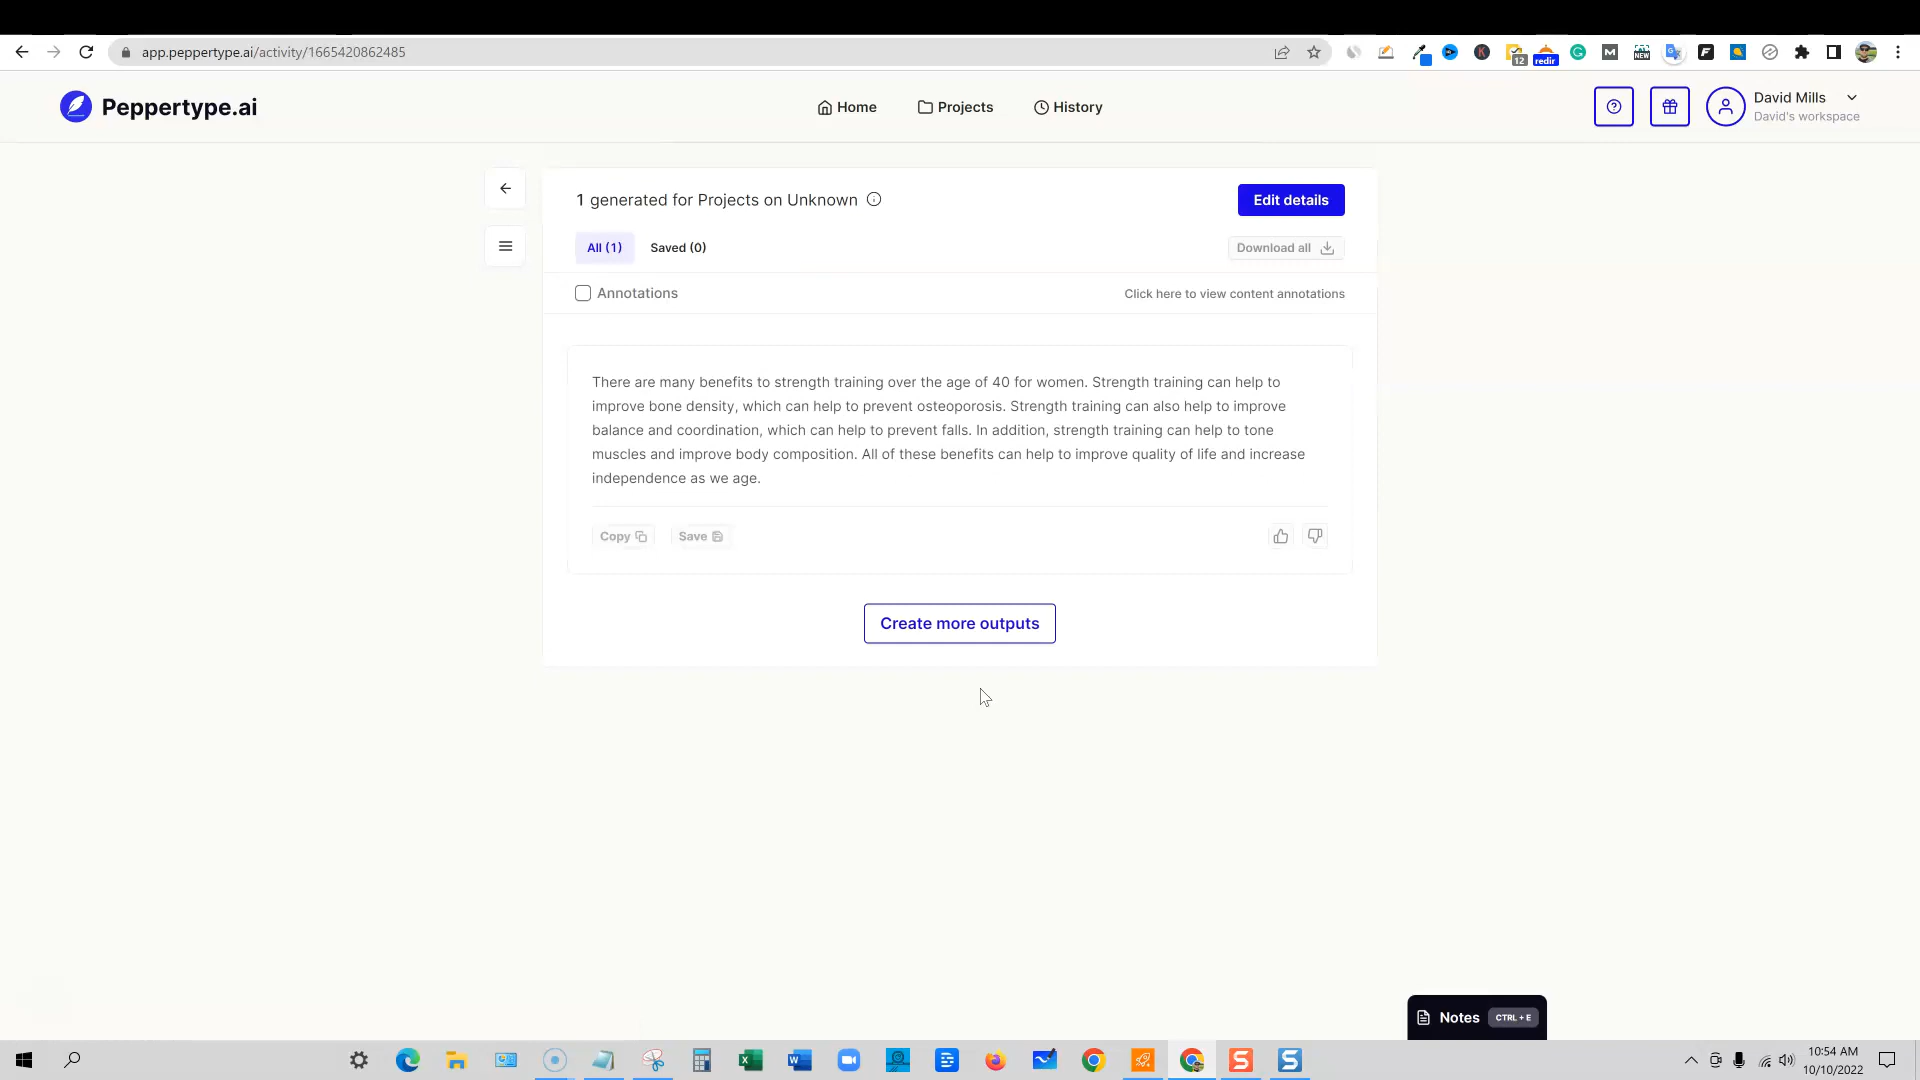 app.peppertype.ai/activity/1665420862485
12
redir
NEW
Peppertype.ai
Home
Projects
History
David Mills
David's workspace
1 generated for Projects on Unknown
Edit details
All (1)
Saved (0)
Download all
Annotations
Click here to view content annotations
There are many benefits to strength training over the age of 40 for women. Strength training can help to
improve bone density, which can help to prevent osteoporosis. Strength training can also help to improve
balance and coordination, which can help to prevent falls. In addition, strength training can help to tone
muscles and improve body composition. All of these benefits can help to improve quality of life and increase
independence as we age.
Copy
Save
Create more outputs
Notes
CTRL + E
10:54 AM
10/10/2022